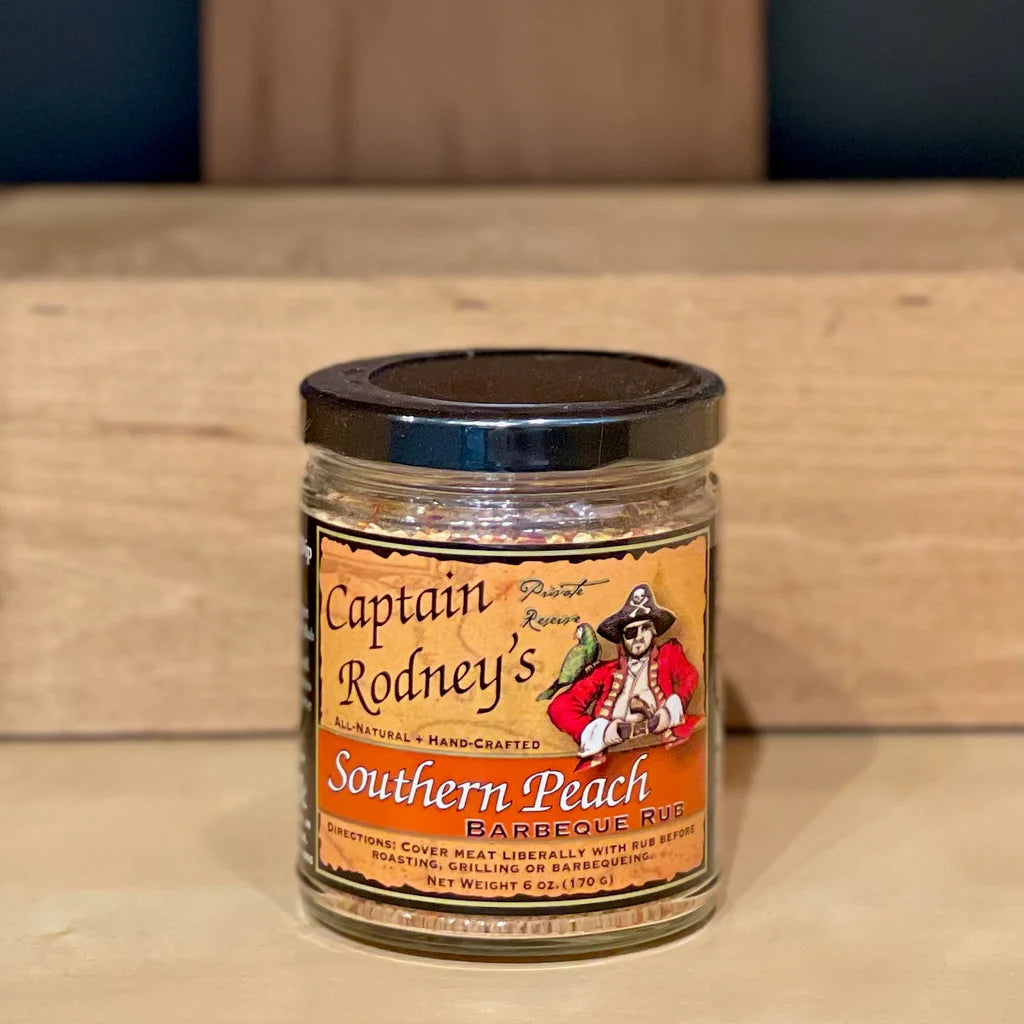 Captain
Private
Reserve
Rodney's
All-Natural + Hand-Crafted
Southern Peach
Barbeque Rub
Directions: Cover meat liberally with rub before
roasting, grilling or barbequeing.
Net Weight 6 oz. (170 g)